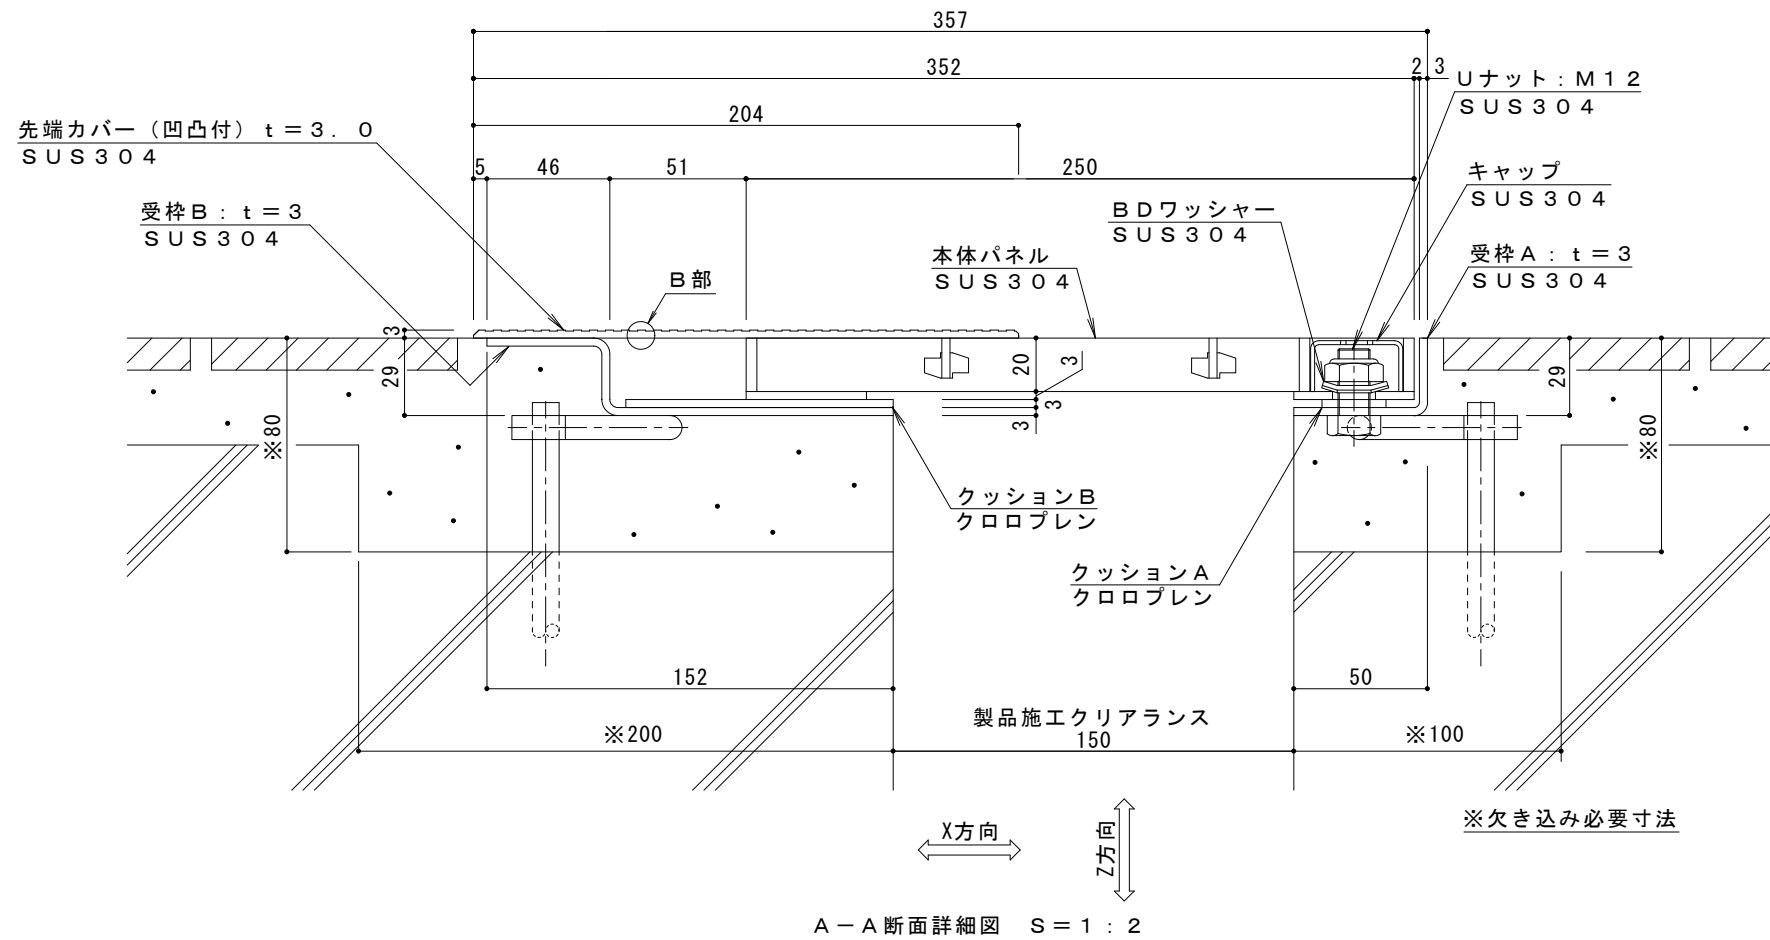 357
352
2
3
Uナット：M12
SUS304
204
先端カバー（凹凸付）t＝3．0
SUS304
5
46
51
250
キャップ
SUS304
受枠B：t＝3
SUS304
BDワッシャー
SUS304
本体パネル
SUS304
受枠A：t＝3
SUS304
B部
3
29
20
3
3
3
29
※80
※80
クッションB
クロロプレン
クッションA
クロロプレン
152
50
製品施工クリアランス
※200
150
※100
※欠き込み必要寸法
X方向
Z方向
A－A断面詳細図　S＝1：2